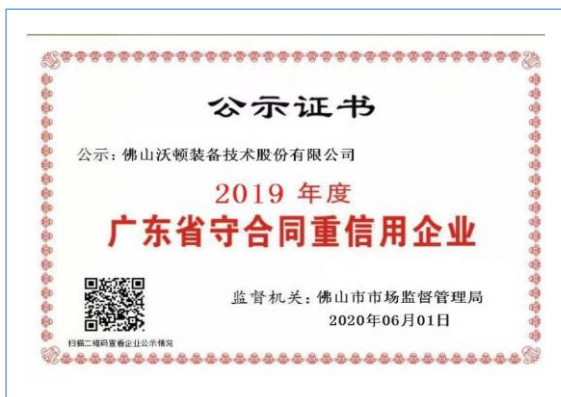 公示证书
公示：佛山沃顿装备技术股份有限公司
2019 年度
广东省守合同重信用企业
监督机关：佛山市市场监督管理局
2020年06月01日
扫描二维码查看企业公示情况